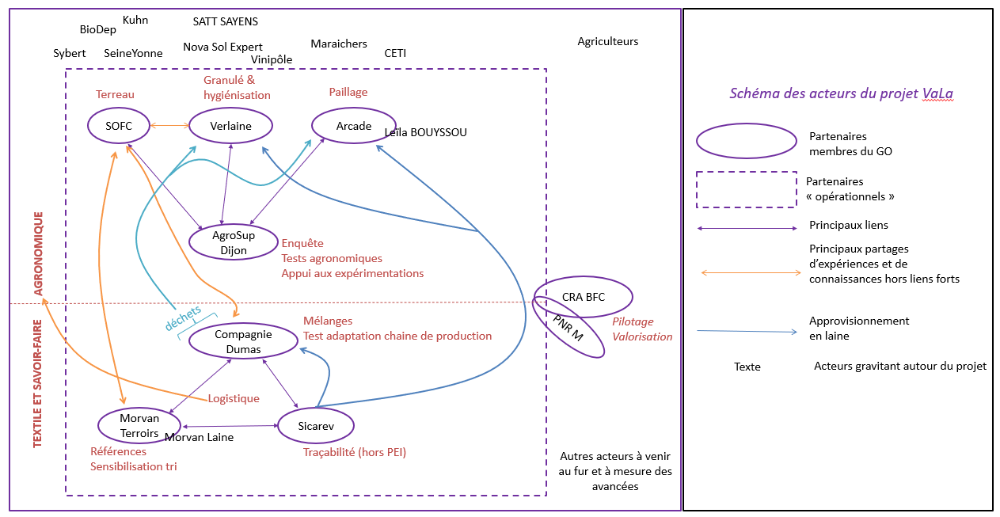 Kuhn
SATT SAYENS
BioDep
Sybert
SeineYonne
Nova Sol Expert
Vinipôle
Maraichers
CETI
Agriculteurs
Terreau
Granulé &
hygiénisation
Paillage
SOFC
Verlaine
Arcade
Leïla BOUYSSOU
AgroSup
Dijon
Enquête
Tests agronomiques
Appui aux expérimentations
AGRONOMIQUE
TEXTILE ET SAVOIR-FAIRE
déchets
Compagnie
Dumas
Mélanges
Test adaptation chaine de production
CRA BFC
PNR M
Pilotage
Valorisation
Logistique
Morvan
Terroirs
Morvan Laine
Sicarev
Références
Sensibilisation tri
Traçabilité (hors PEI)
Autres acteurs à venir
au fur et à mesure des
avancées
Schéma des acteurs du projet VaLa
Partenaires
membres du GO
Partenaires
« opérationnels »
Principaux liens
Principaux partages
d’expériences et de
connaissances hors liens forts
Approvisionnement
en laine
Texte
Acteurs gravitant autour du projet